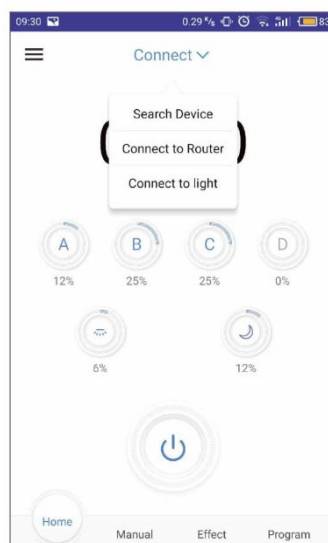 09:30 0.29 K/s 83
Connect
Search Device
Connect to Router
Connect to light
A B C D
12% 25% 25% 0%
6% 12%
Home Manual Effect Program